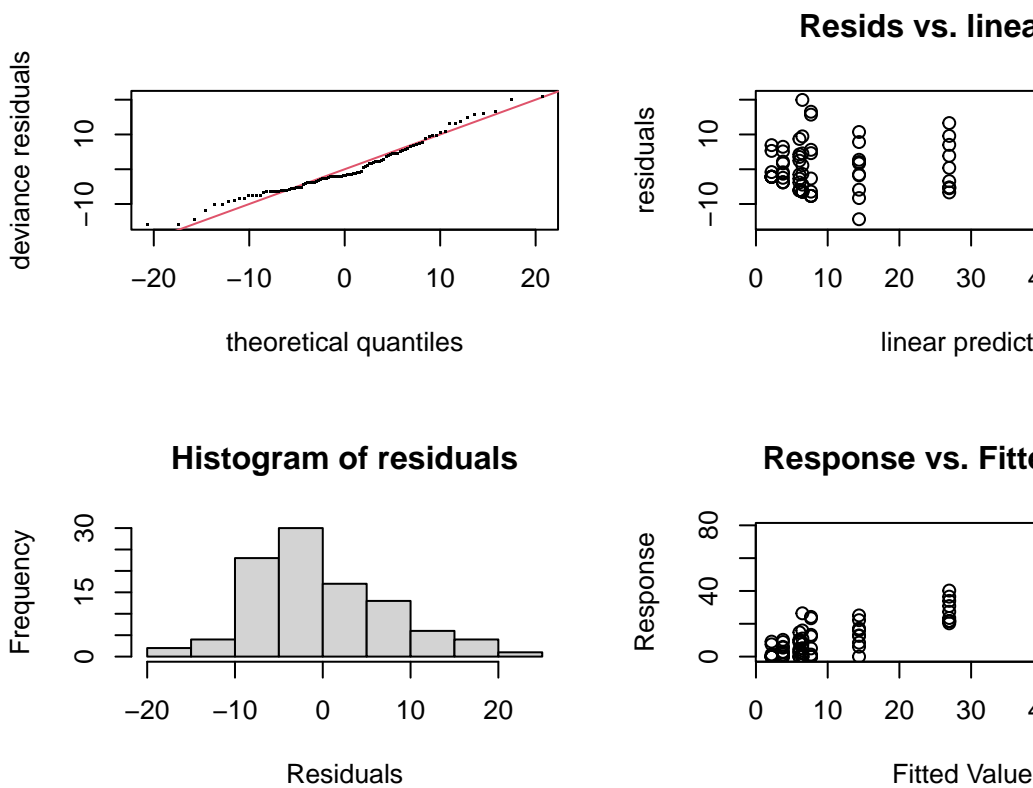 deviance residuals
10
−10
−20 −10 0 10 20
theoretical quantiles
Resids vs. linea
residuals
10
−10
0 10 20 30 4
linear predict
Histogram of residuals
Frequency
30
15
0
−20 −10 0 10 20
Residuals
Response vs. Fitte
Response
80
40
0
0 10 20 30 4
Fitted Value